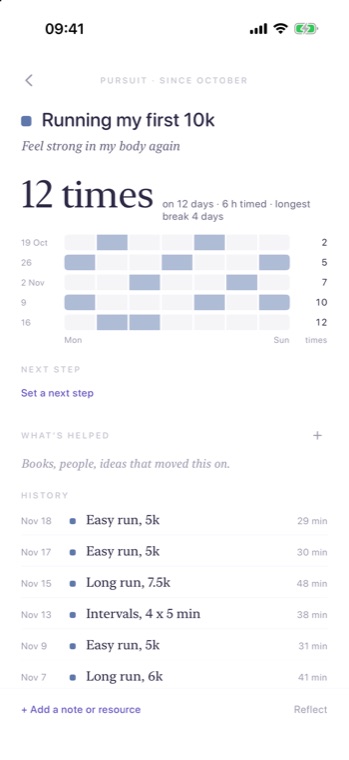 09:41
PURSUIT · SINCE OCTOBER
Running my first 10k
Feel strong in my body again
12 times on 12 days · 6 h timed · longest
break 4 days
19 Oct 2
26 5
2 Nov 7
9 10
16 12
Mon Sun times
NEXT STEP
Set a next step
WHAT'S HELPED +
Books, people, ideas that moved this on.
HISTORY
Nov 18 Easy run, 5k 29 min
Nov 17 Easy run, 5k 30 min
Nov 15 Long run, 7.5k 48 min
Nov 13 Intervals, 4 x 5 min 38 min
Nov 9 Easy run, 5k 31 min
Nov 7 Long run, 6k 41 min
+ Add a note or resource Reflect